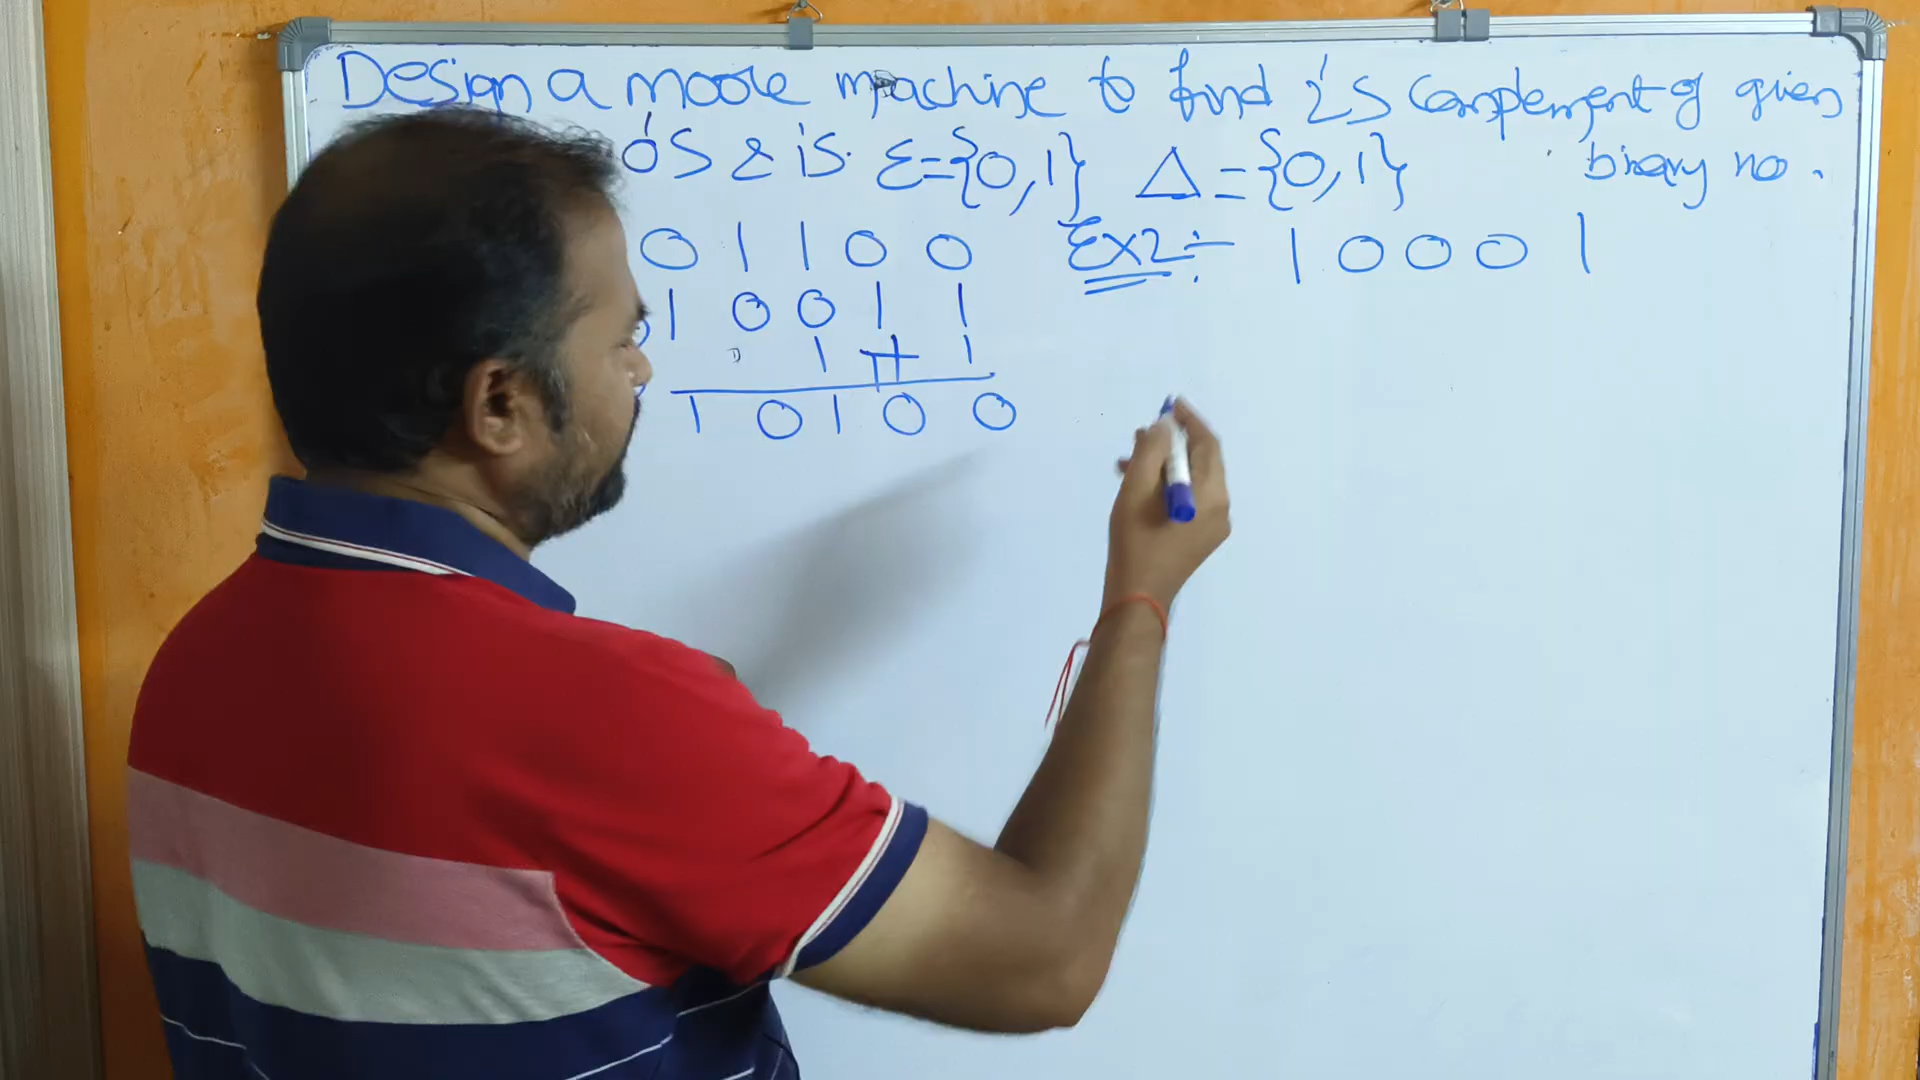 Design a moore machine to find 2's complement of given
0's & 1's. Σ={0,1} Δ={0,1} binary no.
0 1 1 0 0 Ex2:- 1 0 0 0 1
1 0 0 1 1
1 + 1
1 0 1 0 0